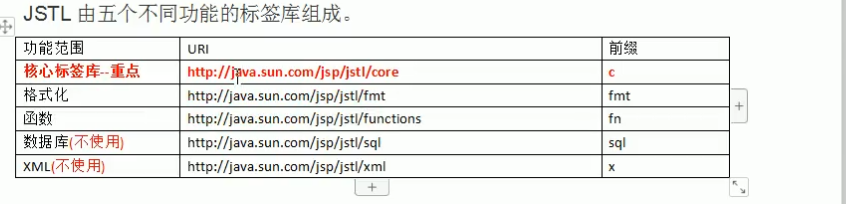 JSTL 由五个不同功能的标签库组成。
功能范围 URI 前缀
核心标签库--重点 http://java.sun.com/jsp/jstl/core c
格式化 http://java.sun.com/jsp/jstl/fmt fmt
函数 http://java.sun.com/jsp/jstl/functions fn
数据库(不使用) http://java.sun.com/jsp/jstl/sql sql
XML(不使用) http://java.sun.com/jsp/jstl/xml x